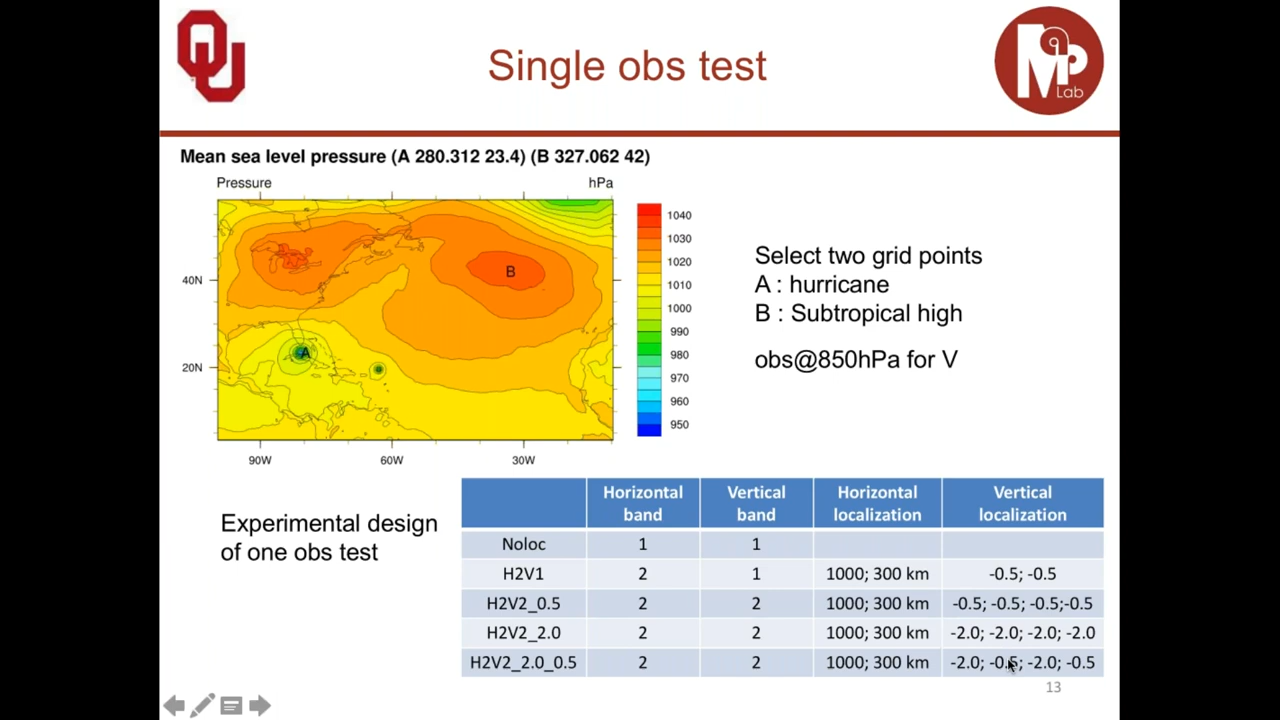 OU
Single obs test
Map Lab
Mean sea level pressure (A 280.312 23.4) (B 327.062 42)
Pressure hPa
1040
1030
1020
1010
1000
990
980
970
960
950
40N
20N
90W 60W 30W
A
B
Select two grid points
A : hurricane
B : Subtropical high
obs@850hPa for V
Experimental design
of one obs test
Horizontal band Vertical band Horizontal localization Vertical localization
Noloc 1 1
H2V1 2 1 1000; 300 km -0.5; -0.5
H2V2_0.5 2 2 1000; 300 km -0.5; -0.5; -0.5;-0.5
H2V2_2.0 2 2 1000; 300 km -2.0; -2.0; -2.0; -2.0
H2V2_2.0_0.5 2 2 1000; 300 km -2.0; -0.5; -2.0; -0.5
13